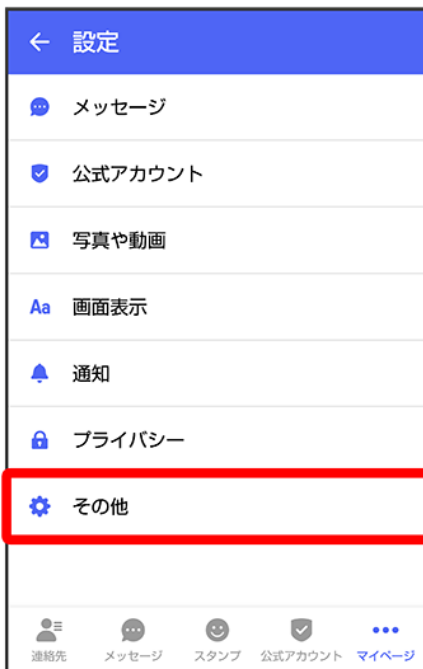 設定
メッセージ
公式アカウント
写真や動画
Aa 画面表示
通知
プライバシー
その他
連絡先 メッセージ スタンプ 公式アカウント マイページ